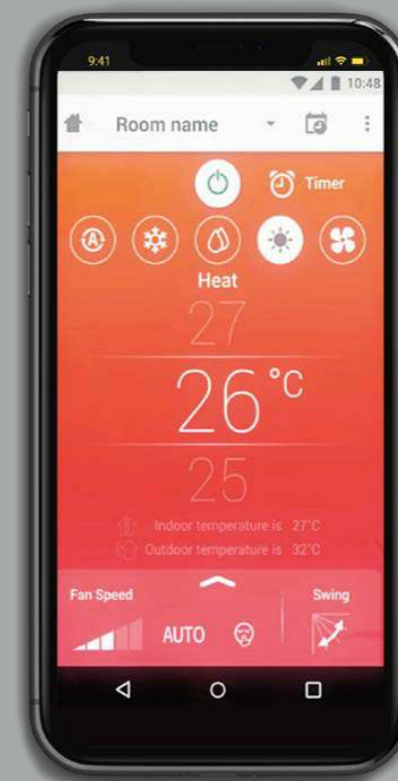 9:41
10:48
Room name
Timer
A
Heat
27
26°C
25
Indoor temperature is 27°C
Outdoor temperature is 32°C
Fan Speed
Swing
AUTO